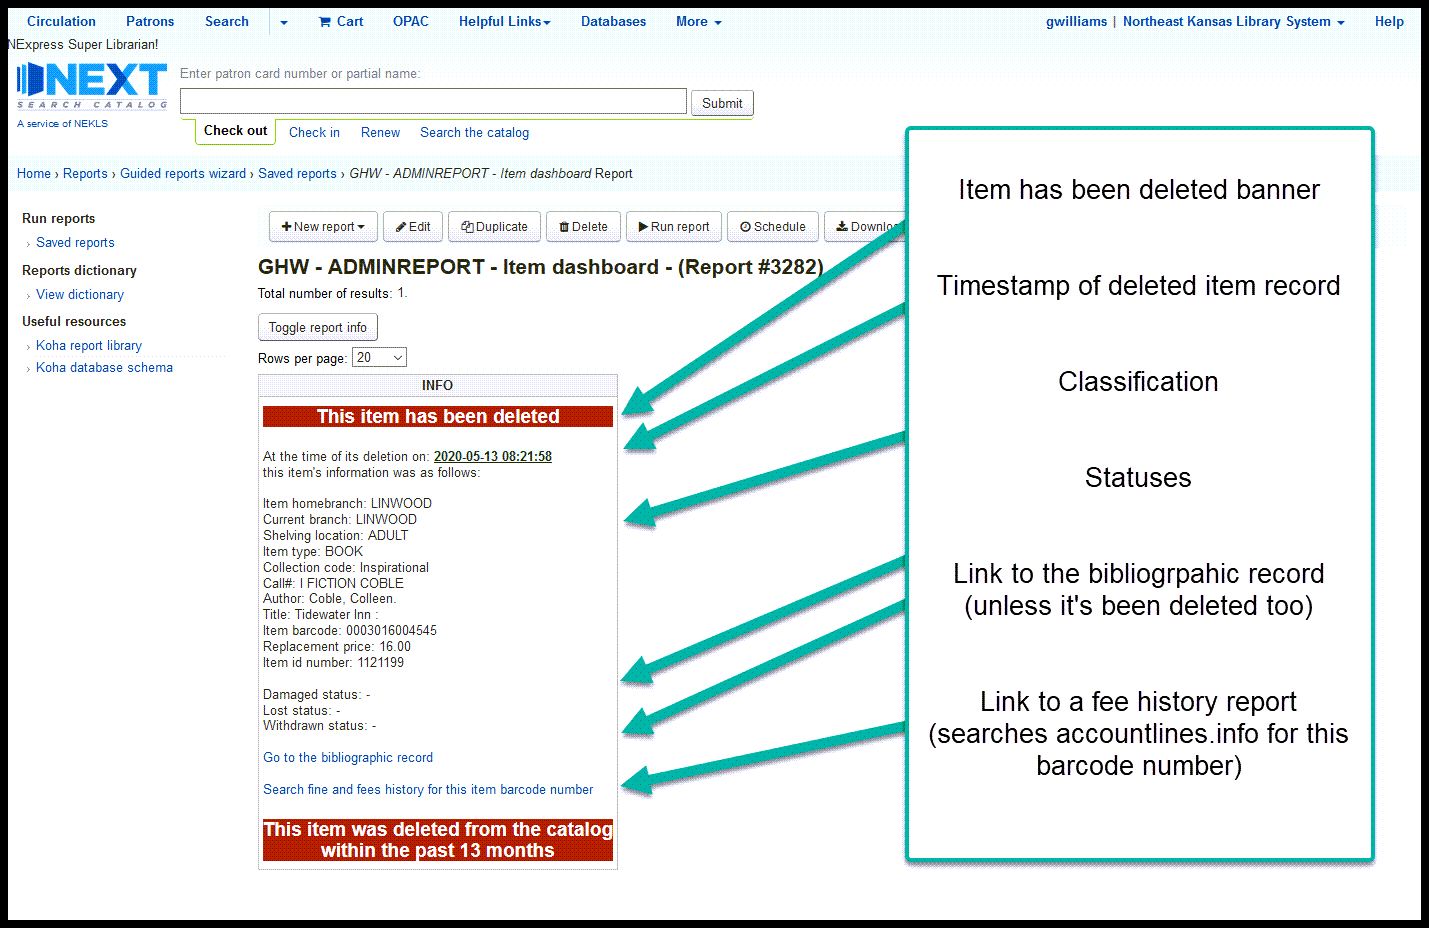 Circulation Patrons Search Cart OPAC Helpful Links Databases More gwilliams | Northeast Kansas Library System Help
NExpress Super Librarian!
NEXT
SEARCH CATALOG
A service of NEKLS
Enter patron card number or partial name:
Submit
Check out Check in Renew Search the catalog
Home › Reports › Guided reports wizard › Saved reports › GHW - ADMINREPORT - Item dashboard Report
Run reports
› Saved reports
Reports dictionary
› View dictionary
Useful resources
› Koha report library
› Koha database schema
New report Edit Duplicate Delete Run report Schedule Downloa
GHW - ADMINREPORT - Item dashboard - (Report #3282)
Total number of results: 1.
Toggle report info
Rows per page: 20
INFO
This item has been deleted
At the time of its deletion on: 2020-05-13 08:21:58
this item's information was as follows:
Item homebranch: LINWOOD
Current branch: LINWOOD
Shelving location: ADULT
Item type: BOOK
Collection code: Inspirational
Call#: I FICTION COBLE
Author: Coble, Colleen.
Title: Tidewater Inn :
Item barcode: 0003016004545
Replacement price: 16.00
Item id number: 1121199
Damaged status: -
Lost status: -
Withdrawn status: -
Go to the bibliographic record
Search fine and fees history for this item barcode number
This item was deleted from the catalog
within the past 13 months
Item has been deleted banner
Timestamp of deleted item record
Classification
Statuses
Link to the bibliogrpahic record
(unless it's been deleted too)
Link to a fee history report
(searches accountlines.info for this
barcode number)